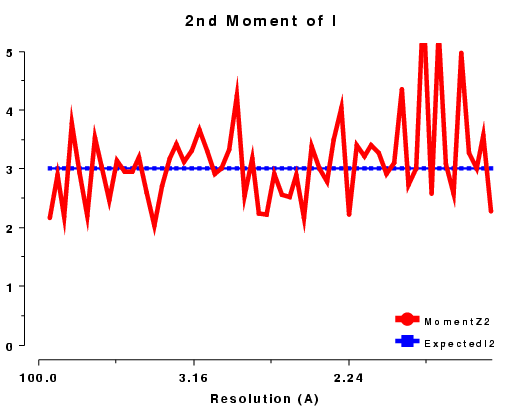 2nd Moment of I
5
4
3
2
1
0
MomentZ2
ExpectedI2
100.0 3.16 2.24
Resolution (A)